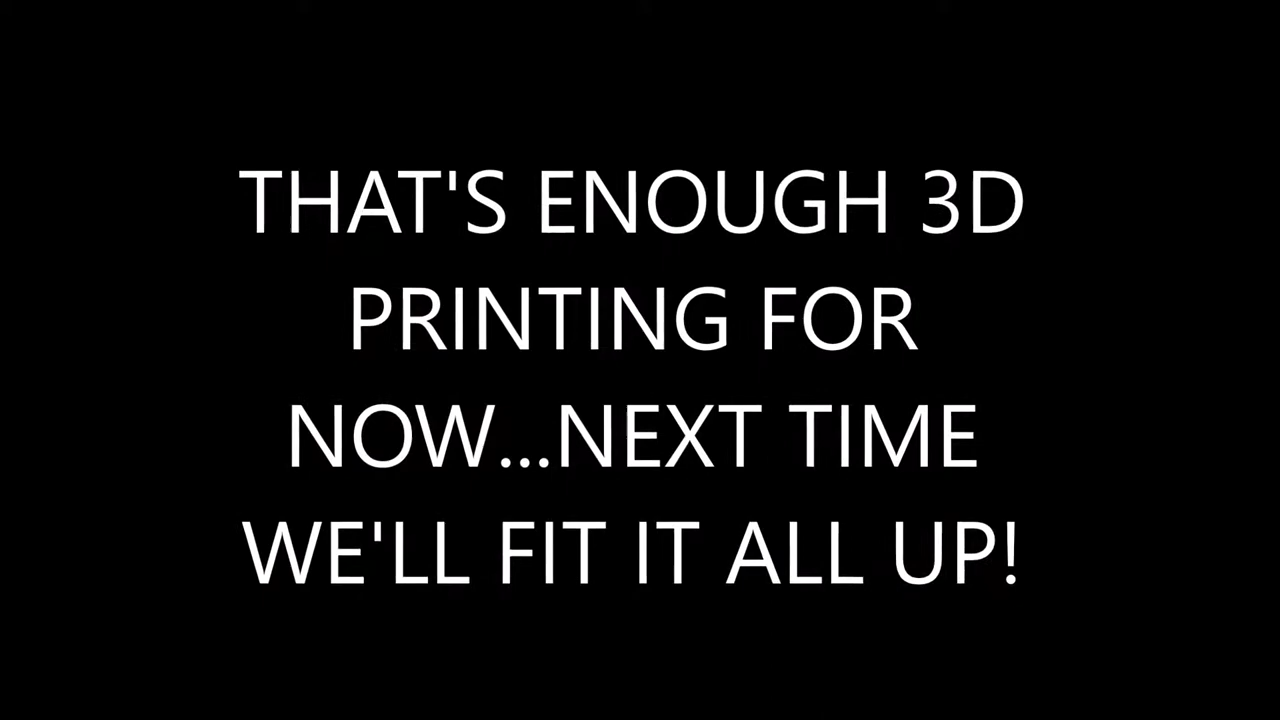 THAT'S ENOUGH 3D
PRINTING FOR
NOW...NEXT TIME
WE'LL FIT IT ALL UP!